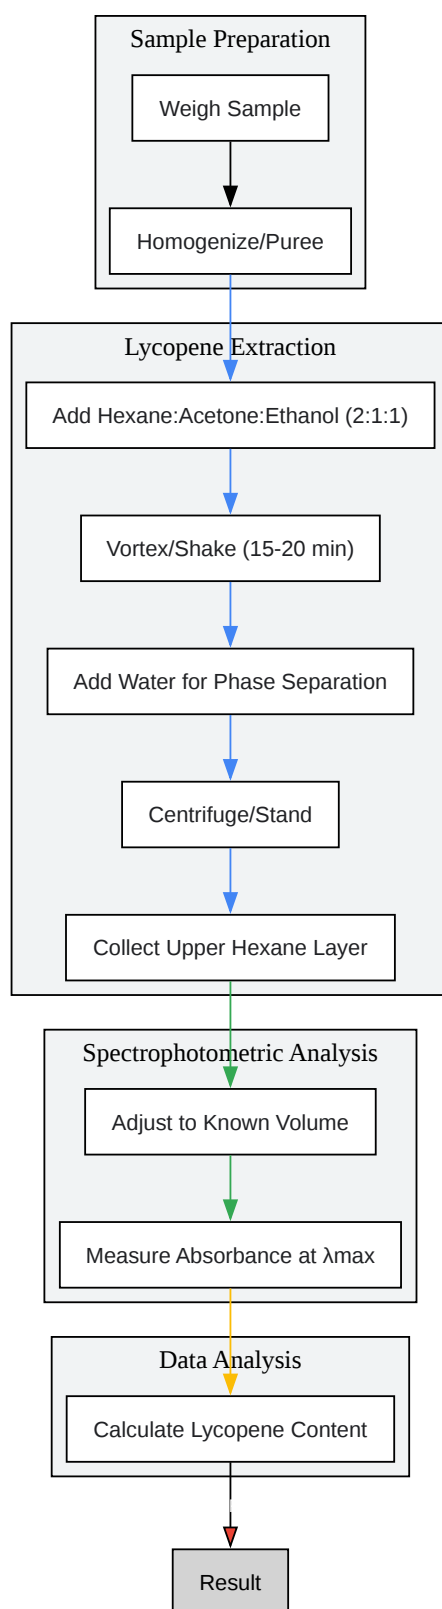 Sample Preparation
Weigh Sample
Homogenize/Puree
Lycopene Extraction
Add Hexane:Acetone:Ethanol (2:1:1)
Vortex/Shake (15-20 min)
Add Water for Phase Separation
Centrifuge/Stand
Collect Upper Hexane Layer
Spectrophotometric Analysis
Adjust to Known Volume
Measure Absorbance at λmax
Data Analysis
Calculate Lycopene Content
Result